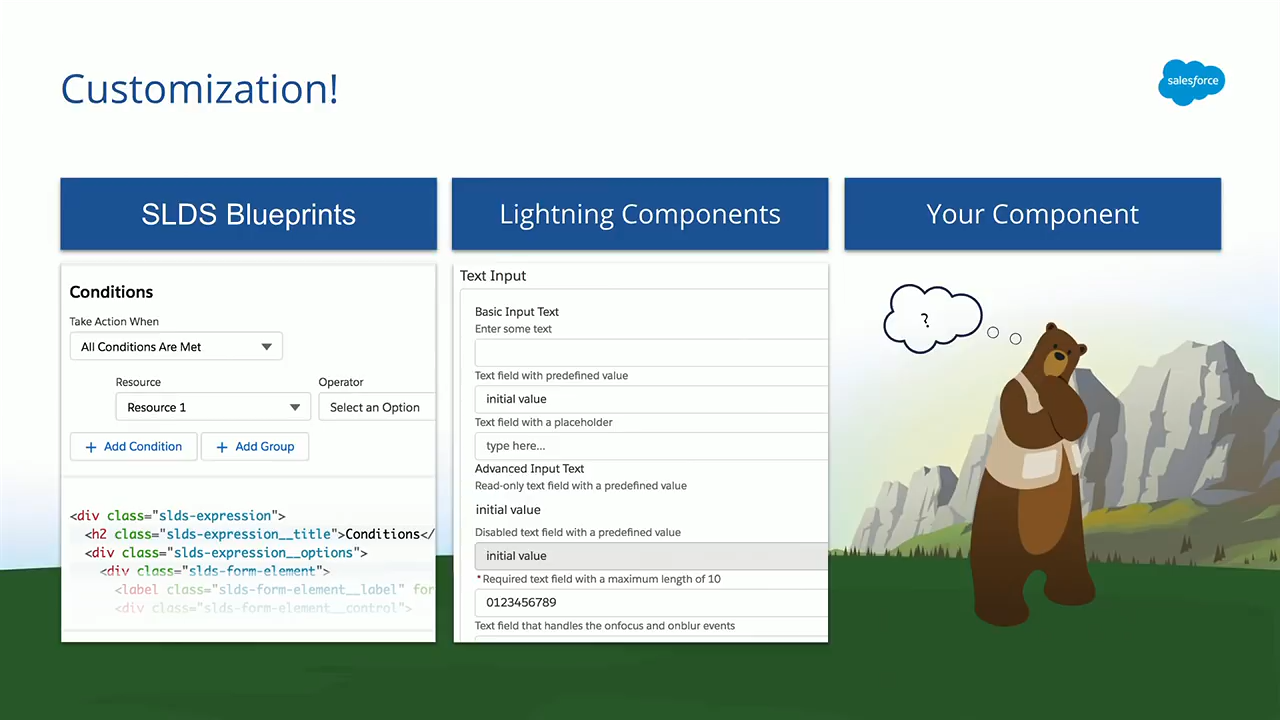 Customization!
salesforce
SLDS Blueprints
Lightning Components
Your Component
Conditions
Take Action When
All Conditions Are Met
Resource
Operator
Resource 1
Select an Option
+ Add Condition
+ Add Group
<div class="slds-expression">
<h2 class="slds-expression__title">Conditions</
<div class="slds-expression__options">
<div class="slds-form-element">
<label class="slds-form-element__label" for
<div class="slds-form-element__control">
Text Input
Basic Input Text
Enter some text
Text field with predefined value
initial value
Text field with a placeholder
type here...
Advanced Input Text
Read-only text field with a predefined value
initial value
Disabled text field with a predefined value
initial value
*Required text field with a maximum length of 10
0123456789
Text field that handles the onfocus and onblur events
?